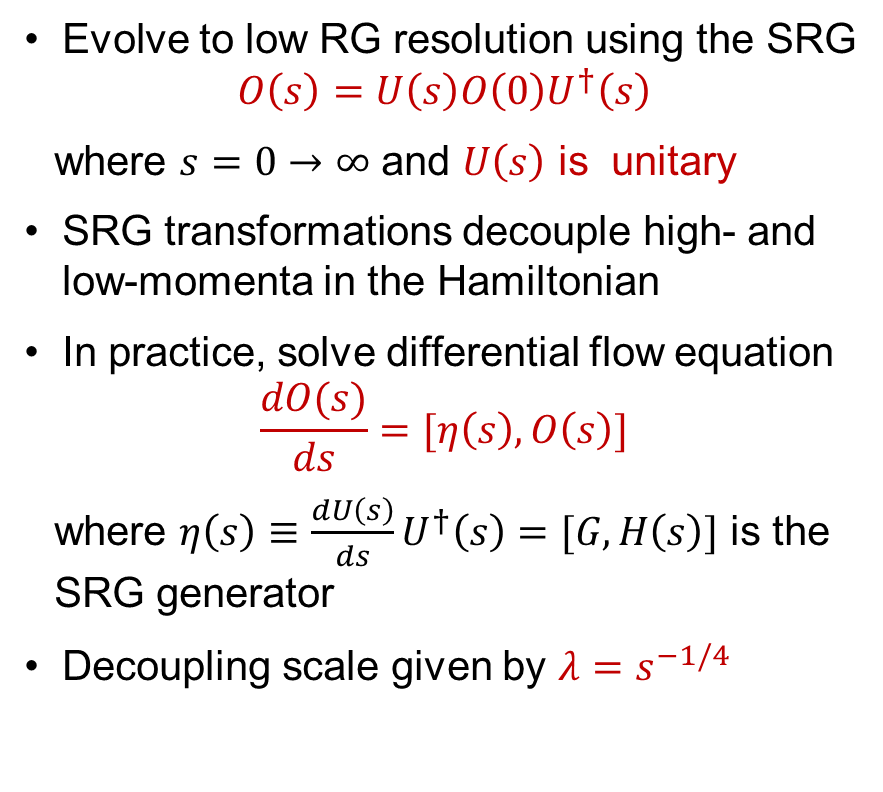 • Evolve to low RG resolution using the SRG
O(s) = U(s)O(0)U†(s)
where s = 0 → ∞ and U(s) is unitary
• SRG transformations decouple high- and
low-momenta in the Hamiltonian
• In practice, solve differential flow equation
dO(s)/ds = [η(s), O(s)]
where η(s) ≡ dU(s)/ds U†(s) = [G, H(s)] is the
SRG generator
• Decoupling scale given by λ = s^−1/4